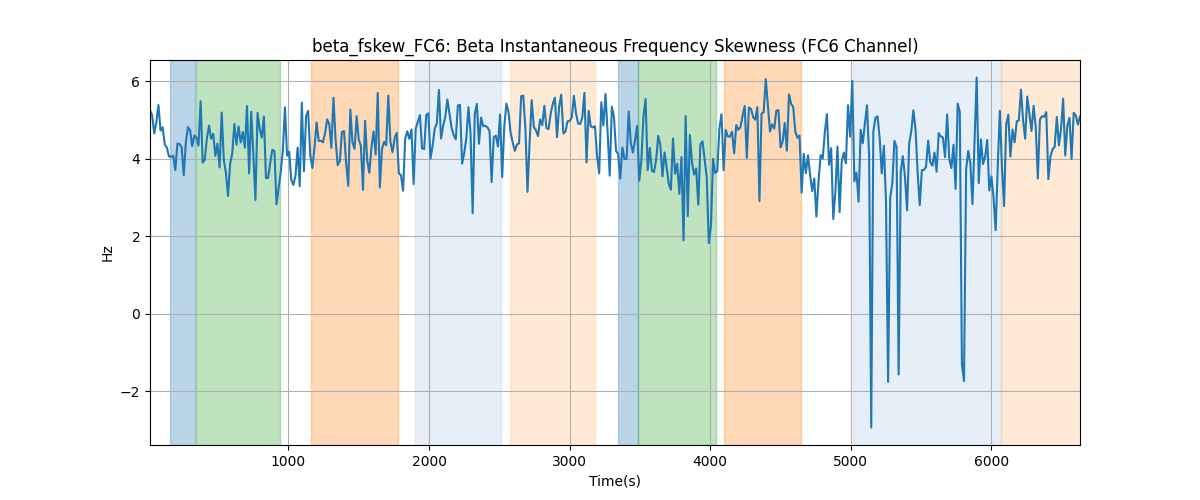 beta_fskew_FC6: Beta Instantaneous Frequency Skewness (FC6 Channel)
6
4
2
0
−2
Hz
1000 2000 3000 4000 5000 6000
Time(s)